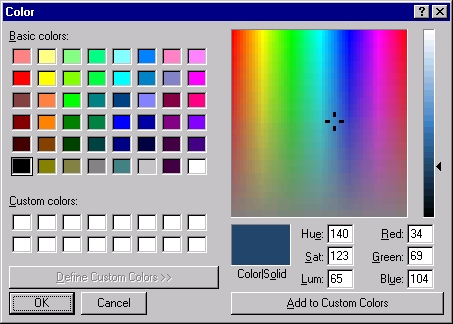 Color
Basic colors:
Custom colors:
Define Custom Colors >>
OK Cancel
Color|Solid
Hue: 140 Red: 34
Sat: 123 Green: 69
Lum: 65 Blue: 104
Add to Custom Colors